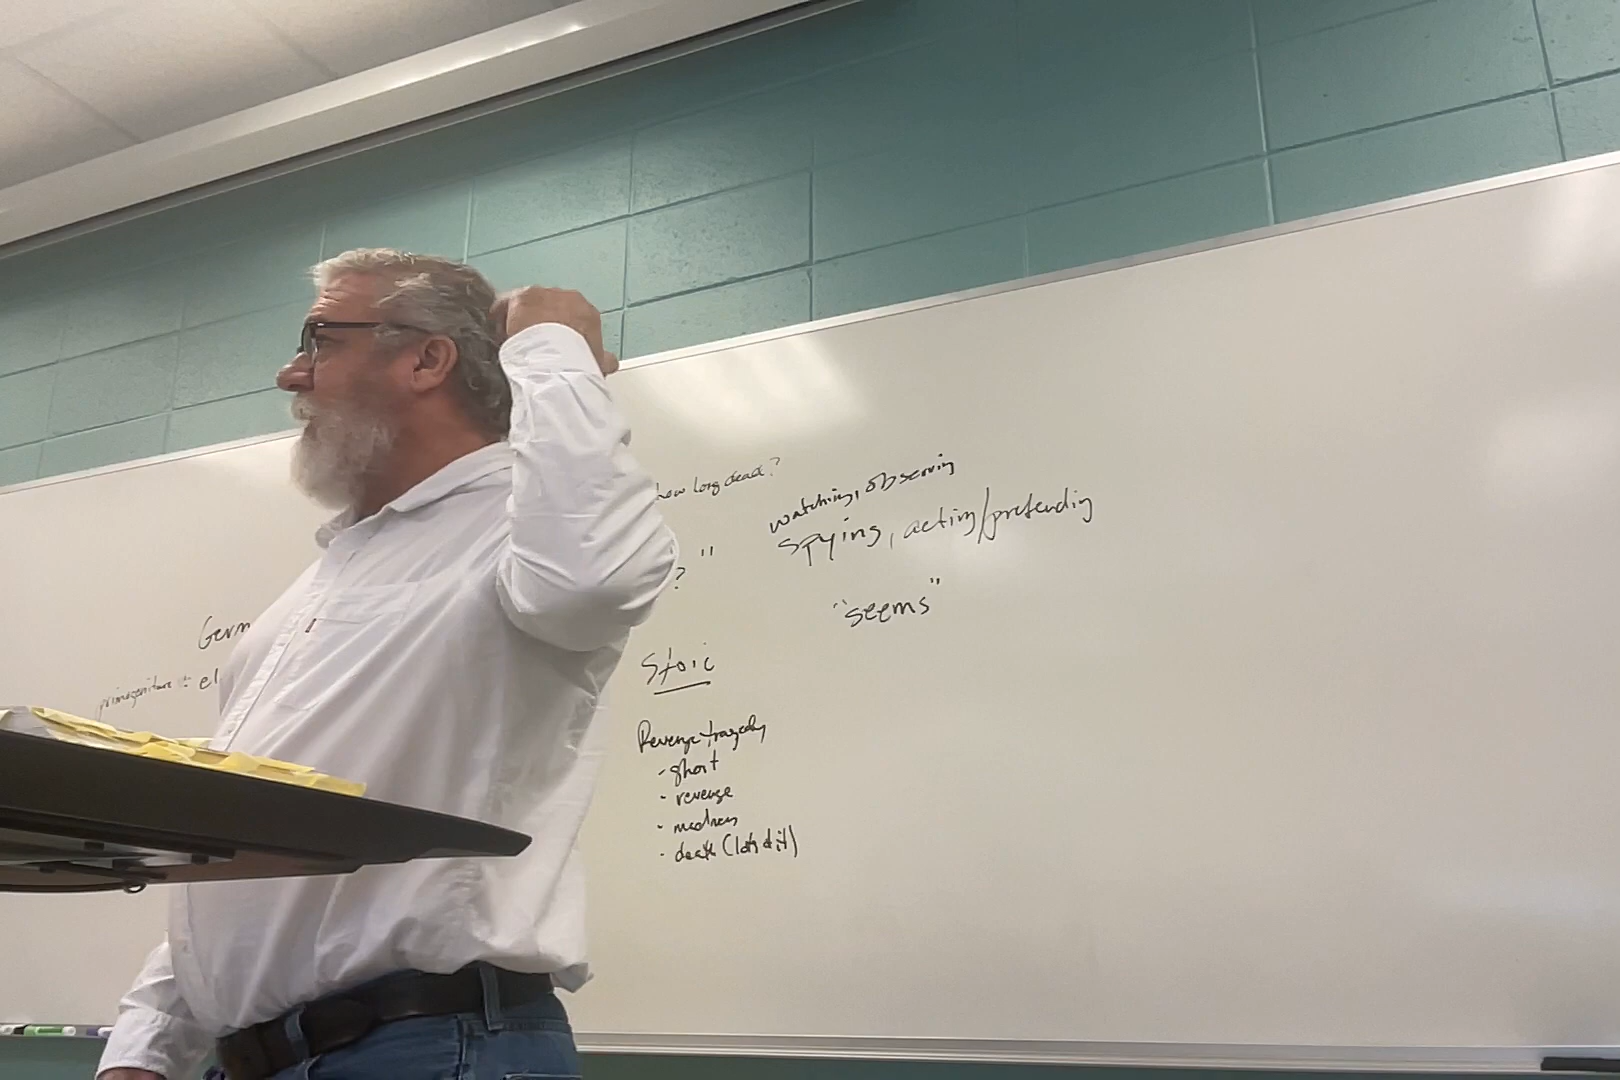 how long dead?
"
?
Germ
primogeniture : el
watching, observing
spying, acting/pretending
"seems"
Stoic
Revenge tragedy
- ghost
- revenge
- madness
- death (lots of it)